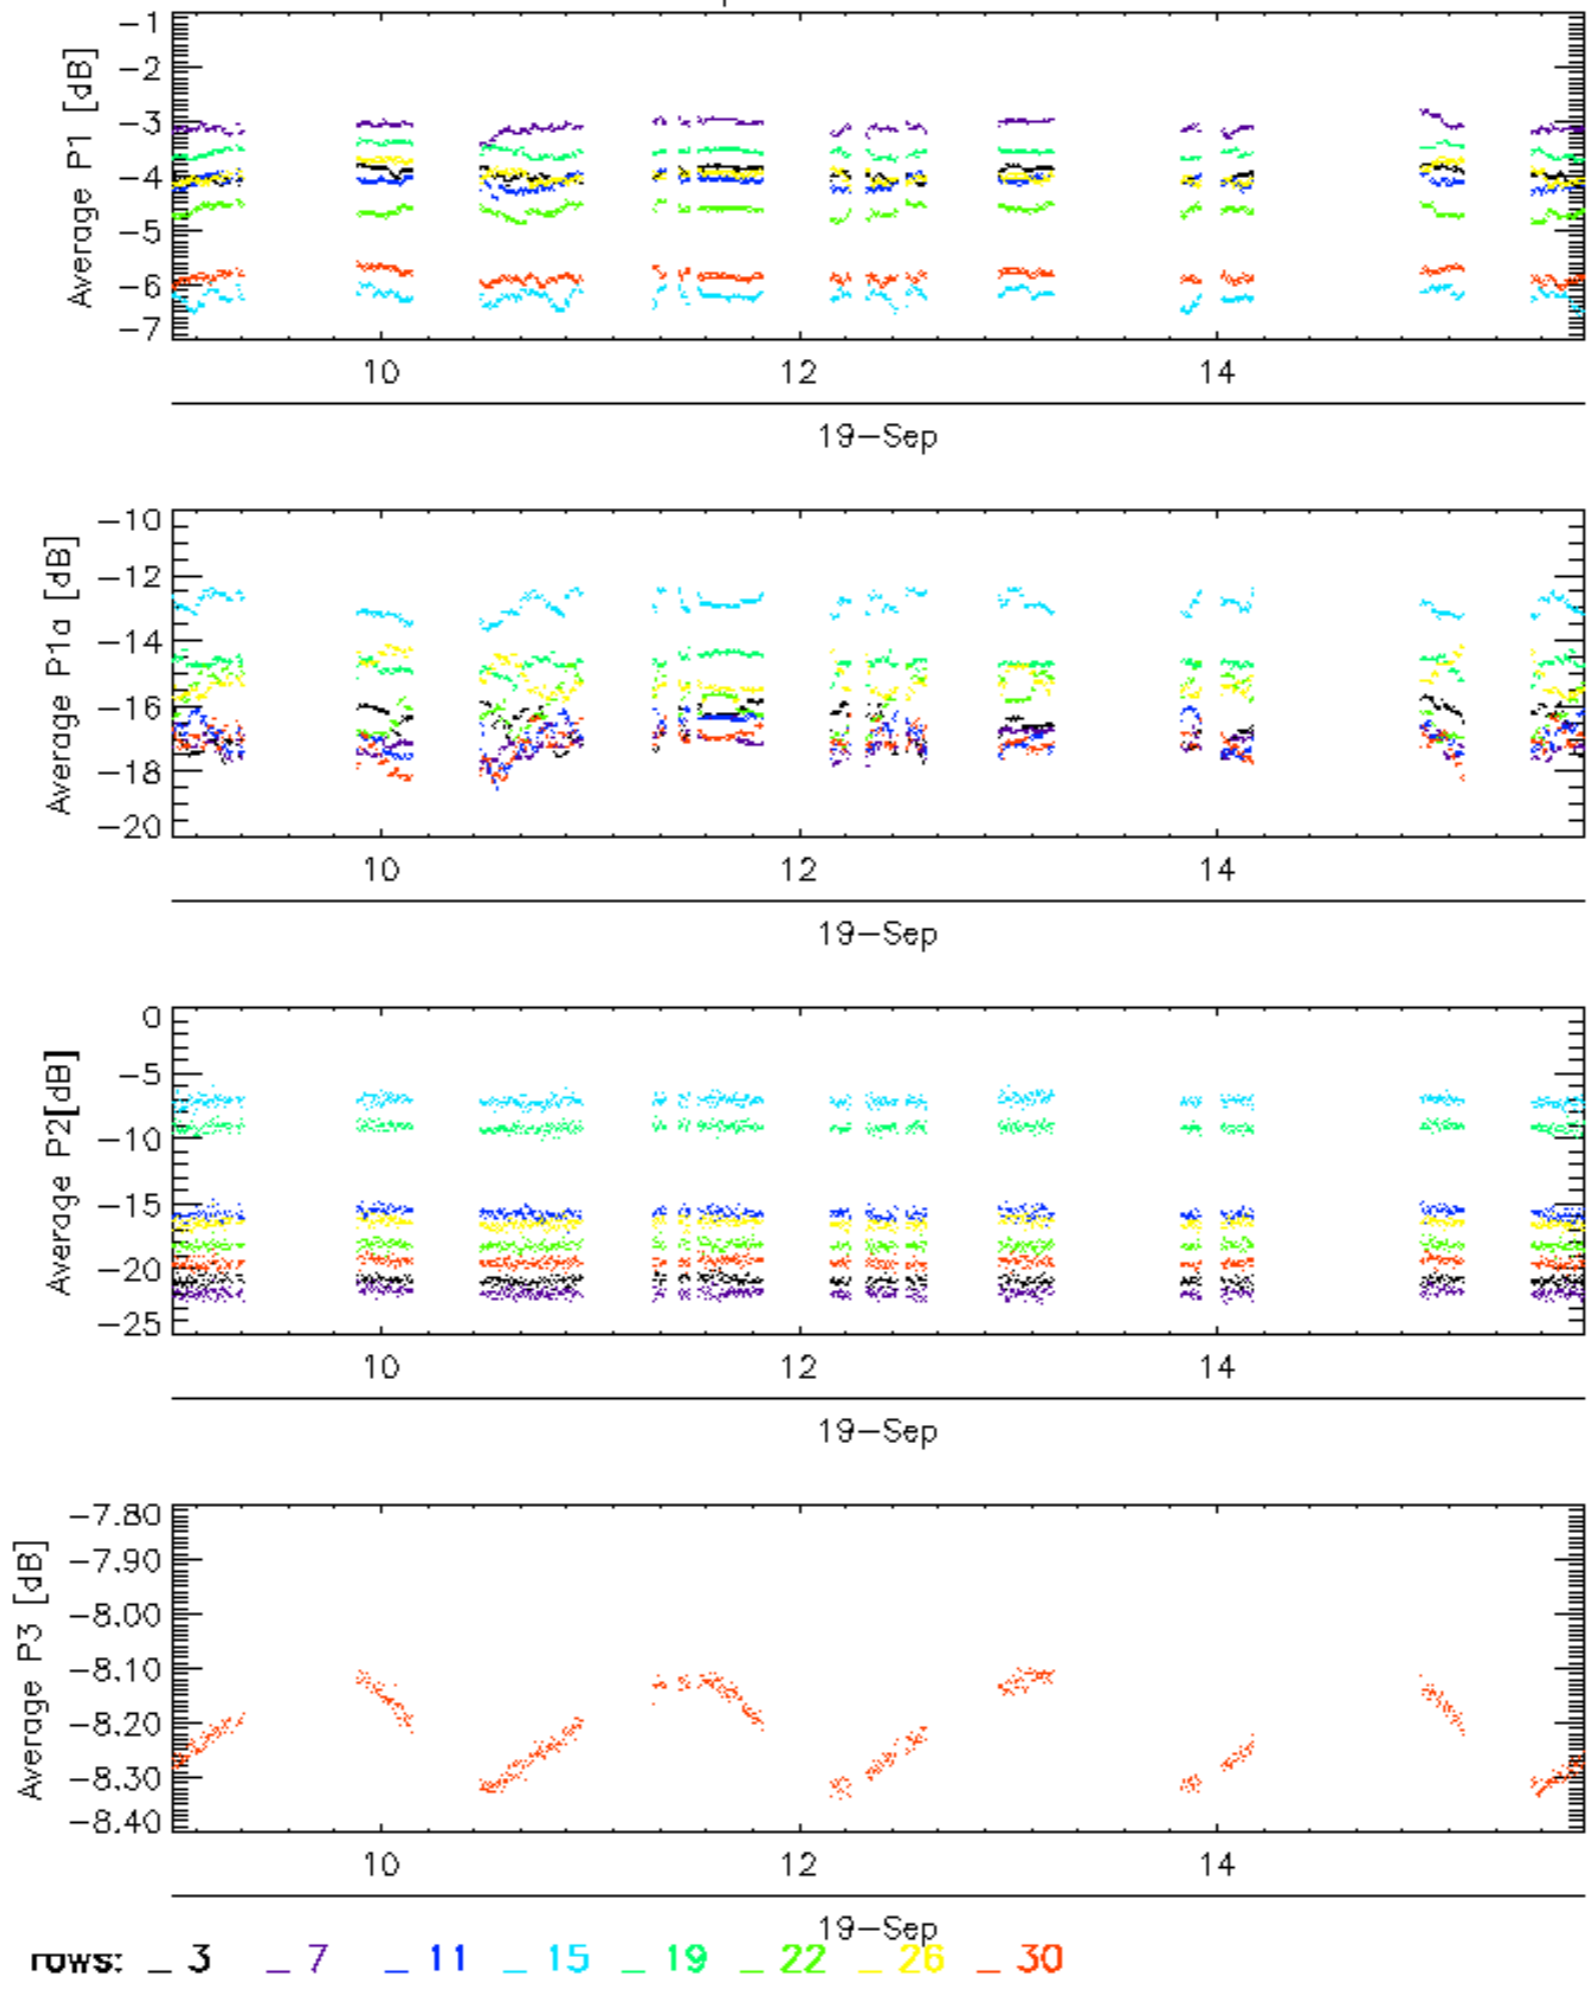 Average P1 [dB]
−1
−2
−3
−4
−5
−6
−7
10 12 14
19−Sep
Average P1a [dB]
−10
−12
−14
−16
−18
−20
10 12 14
19−Sep
Average P2[dB]
0
−5
−10
−15
−20
−25
10 12 14
19−Sep
Average P3 [dB]
−7.80
−7.90
−8.00
−8.10
−8.20
−8.30
−8.40
10 12 14
19−Sep
rows: _ 3 _ 7 _ 11 _ 15 _ 19 _ 22 _ 26 _ 30